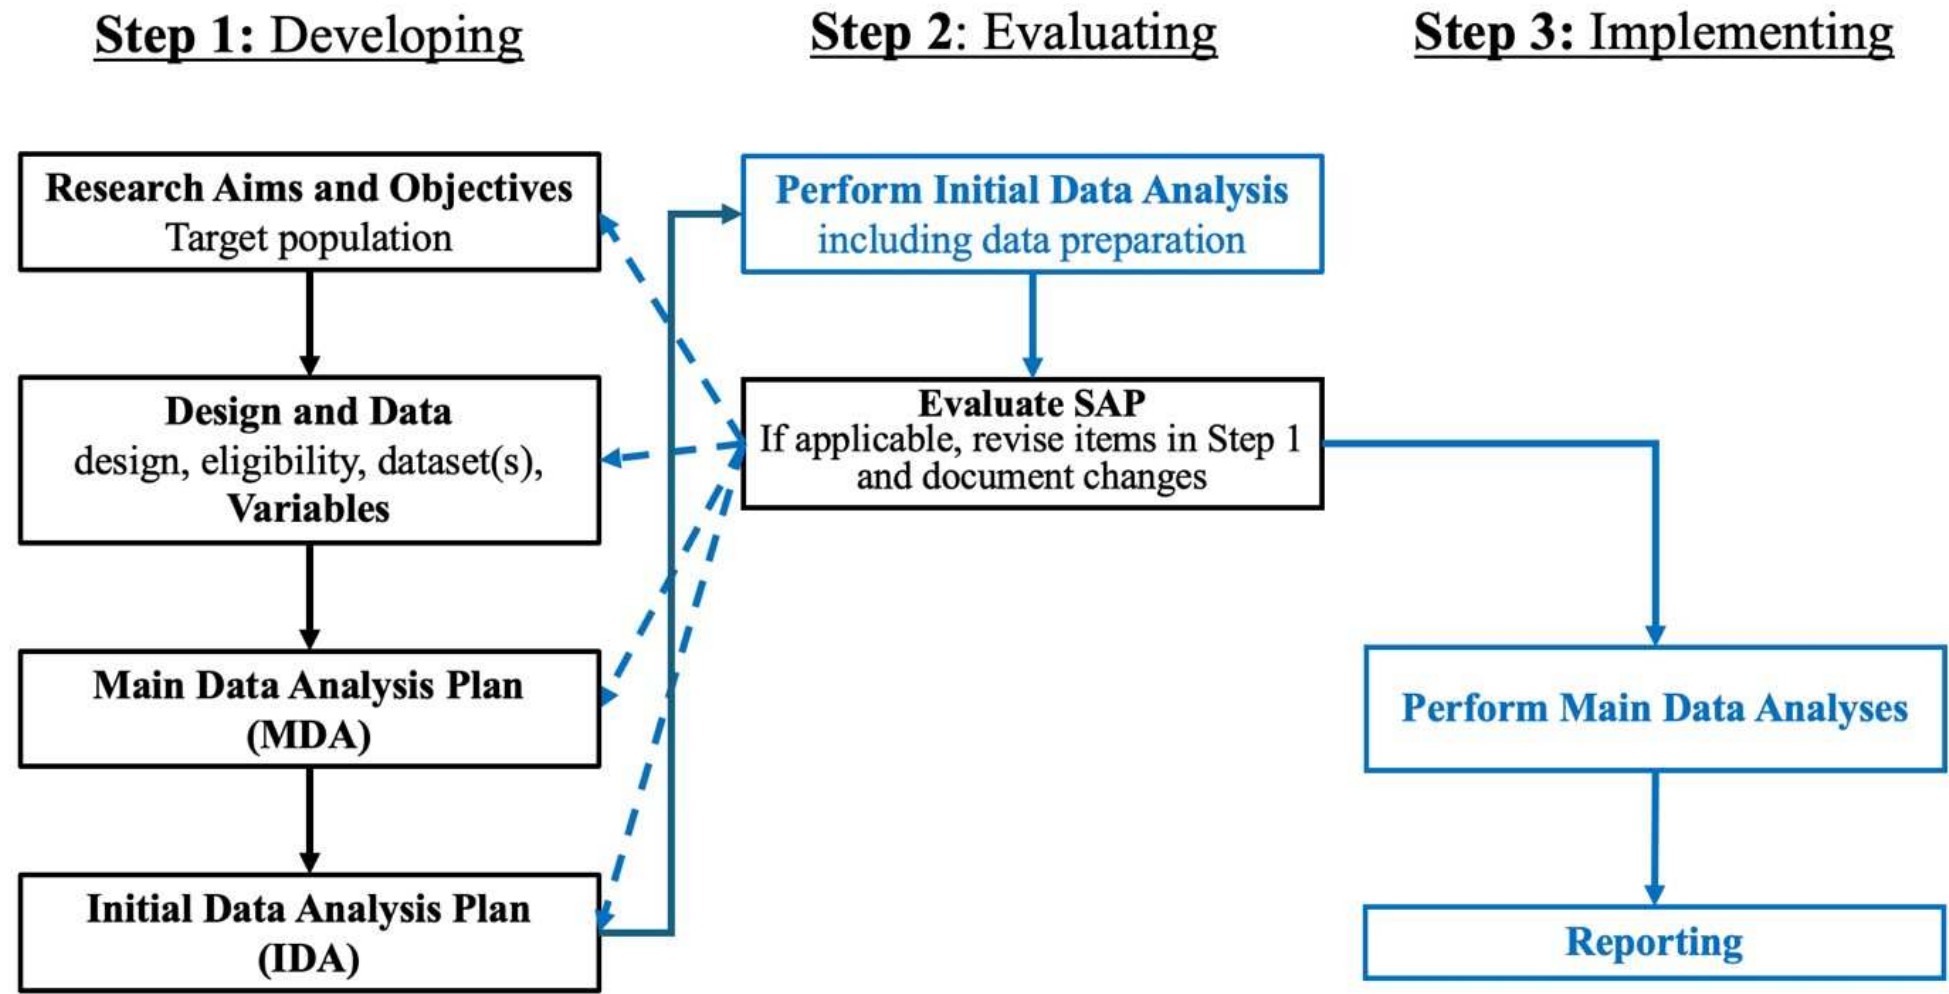 Step 1: Developing
Step 2: Evaluating
Step 3: Implementing
Research Aims and Objectives
Target population
Design and Data
design, eligibility, dataset(s),
Variables
Main Data Analysis Plan
(MDA)
Initial Data Analysis Plan
(IDA)
Perform Initial Data Analysis
including data preparation
Evaluate SAP
If applicable, revise items in Step 1
and document changes
Perform Main Data Analyses
Reporting